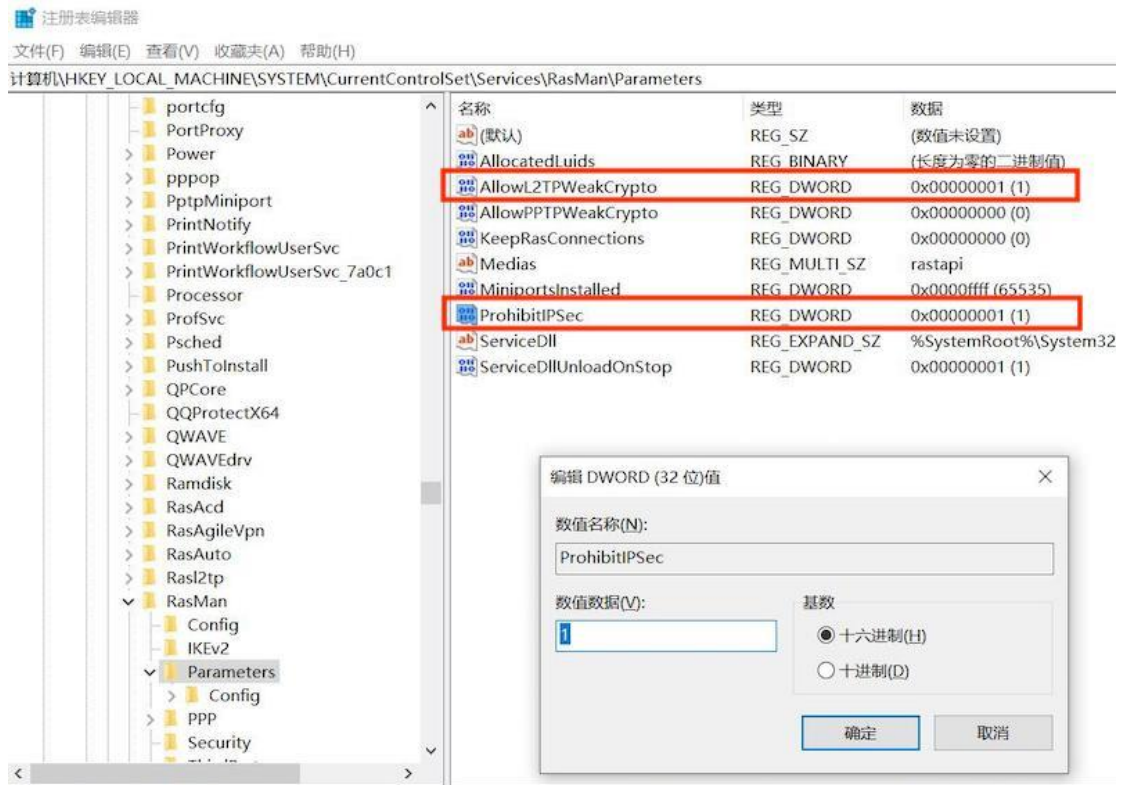 注册表编辑器
文件(F) 编辑(E) 查看(V) 收藏夹(A) 帮助(H)
计算机\HKEY_LOCAL_MACHINE\SYSTEM\CurrentControlSet\Services\RasMan\Parameters
portcfg
PortProxy
Power
pppop
PptpMiniport
PrintNotify
PrintWorkflowUserSvc
PrintWorkflowUserSvc_7a0c1
Processor
ProfSvc
Psched
PushToInstall
QPCore
QQProtectX64
QWAVE
QWAVEdrv
Ramdisk
RasAcd
RasAgileVpn
RasAuto
Rasl2tp
RasMan
Config
IKEv2
Parameters
Config
PPP
Security
名称 类型 数据
(默认) REG_SZ (数值未设置)
AllocatedLuids REG_BINARY (长度为零的二进制值)
AllowL2TPWeakCrypto REG_DWORD 0x00000001 (1)
AllowPPTPWeakCrypto REG_DWORD 0x00000000 (0)
KeepRasConnections REG_DWORD 0x00000000 (0)
Medias REG_MULTI_SZ rastapi
MiniportsInstalled REG_DWORD 0x0000ffff (65535)
ProhibitIPSec REG_DWORD 0x00000001 (1)
ServiceDll REG_EXPAND_SZ %SystemRoot%\System32
ServiceDllUnloadOnStop REG_DWORD 0x00000001 (1)
编辑 DWORD (32 位)值
数值名称(N):
ProhibitIPSec
数值数据(V): 基数
1 十六进制(H)
十进制(D)
确定 取消